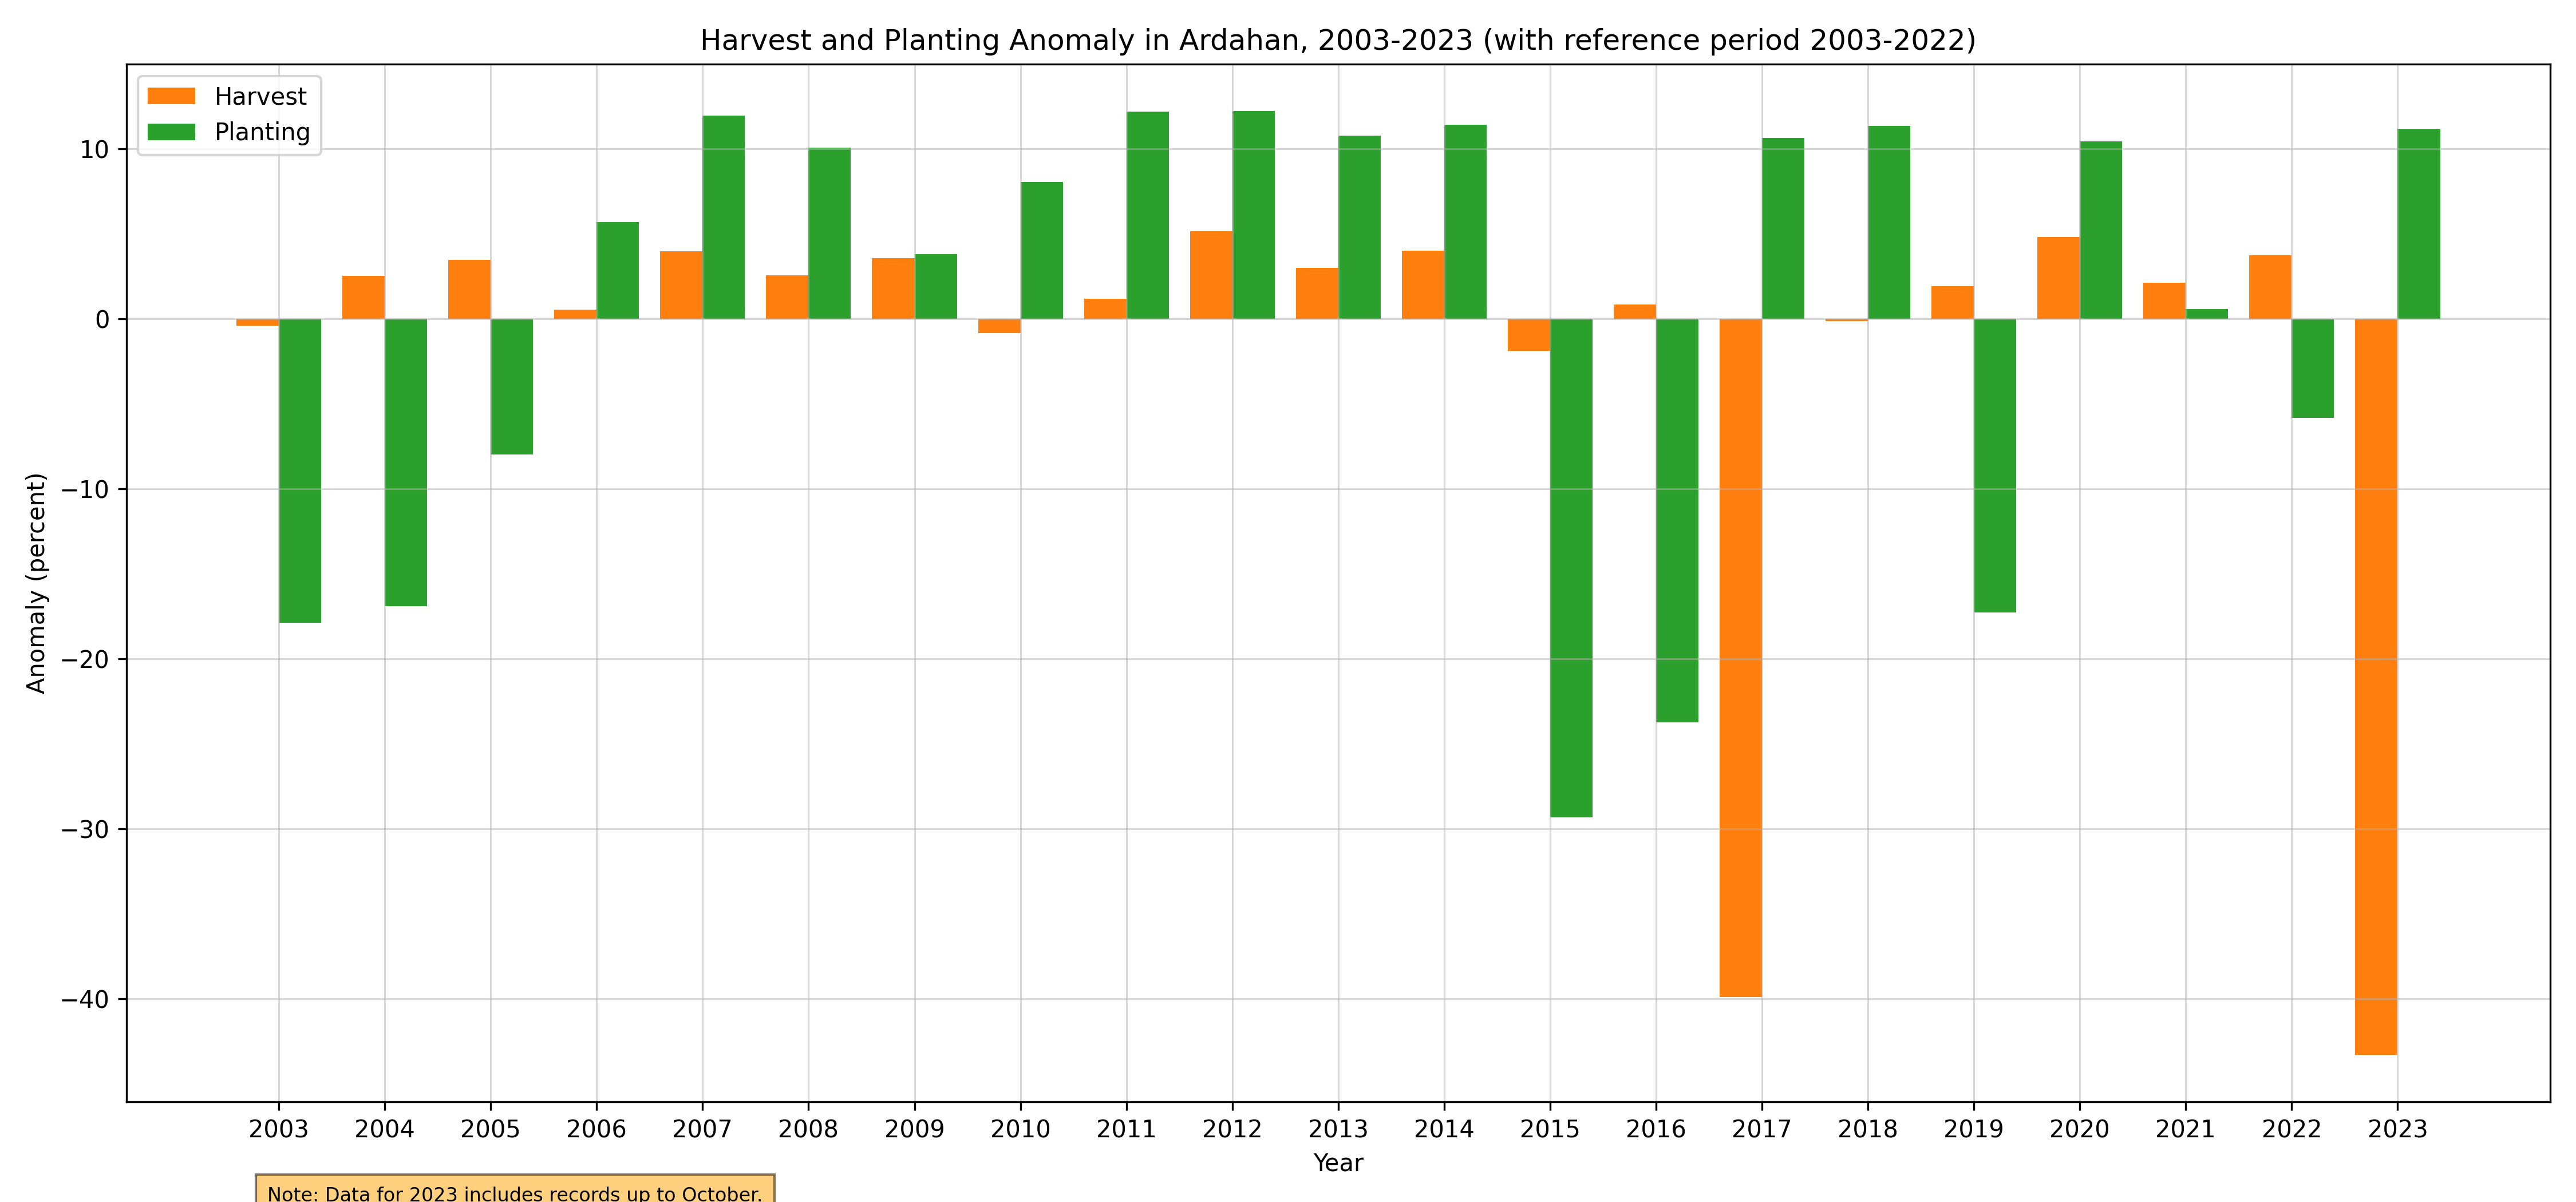 Harvest and Planting Anomaly in Ardahan, 2003-2023 (with reference period 2003-2022)
Harvest
Planting
10
0
−10
−20
−30
−40
Anomaly (percent)
2003 2004 2005 2006 2007 2008 2009 2010 2011 2012 2013 2014 2015 2016 2017 2018 2019 2020 2021 2022 2023
Year
Note: Data for 2023 includes records up to October.